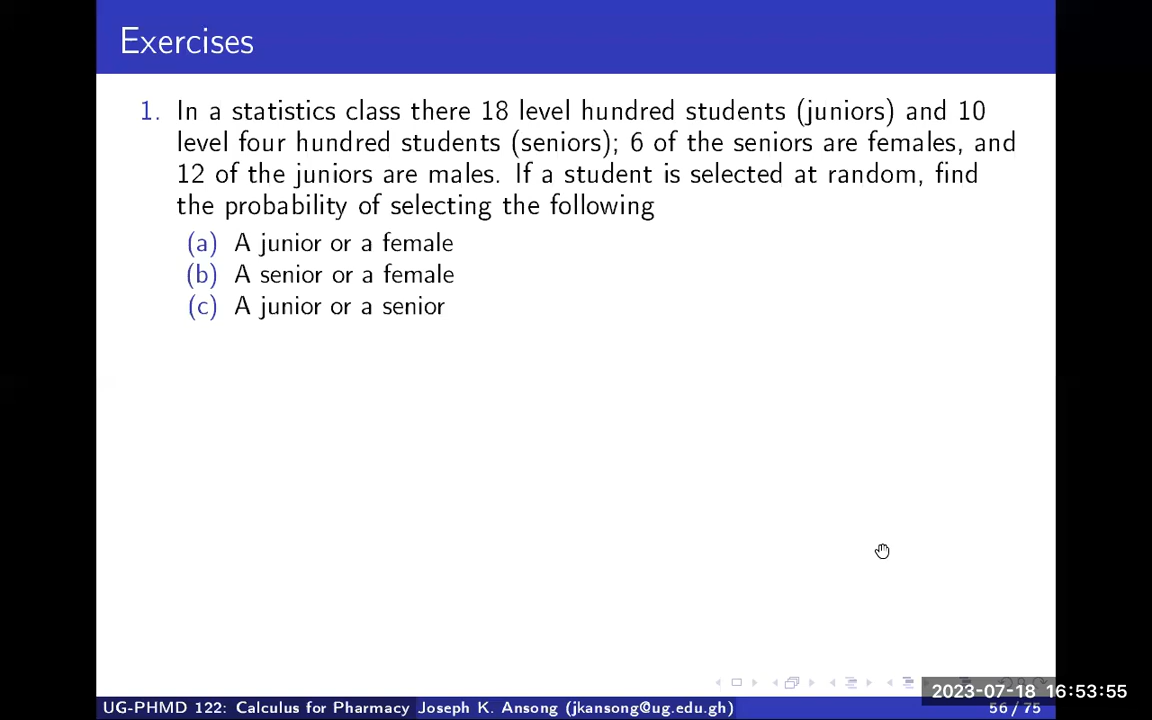 Exercises
1. In a statistics class there 18 level hundred students (juniors) and 10
level four hundred students (seniors); 6 of the seniors are females, and
12 of the juniors are males. If a student is selected at random, find
the probability of selecting the following
(a) A junior or a female
(b) A senior or a female
(c) A junior or a senior
2023-07-18 16:53:55
UG-PHMD 122: Calculus for Pharmacy Joseph K. Ansong (jkansong@ug.edu.gh) 56 / 75